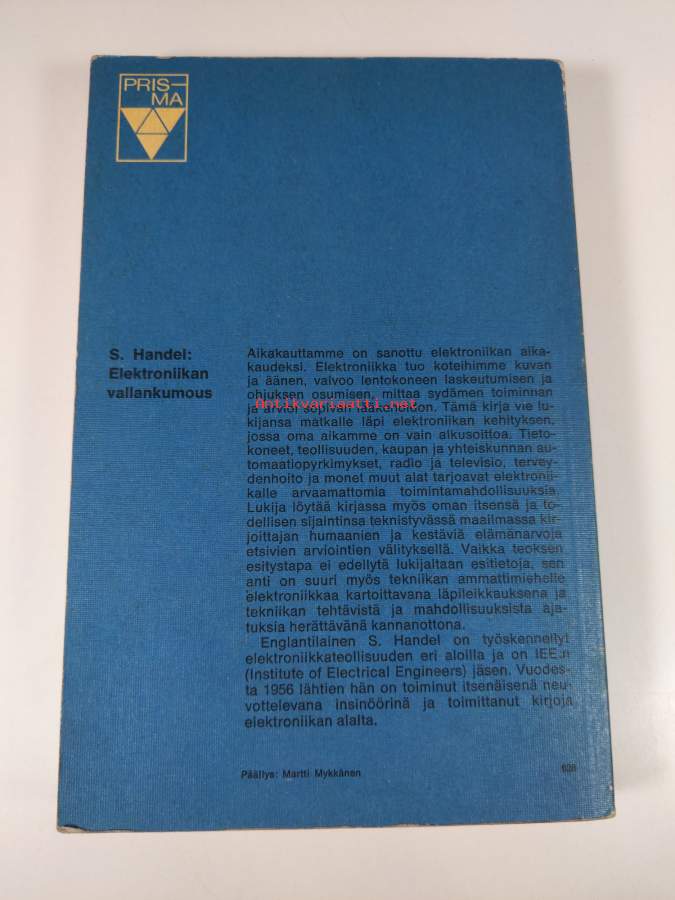 PRIS-
MA
S. Handel:
Elektroniikan
vallankumous
Aikakauttamme on sanottu elektroniikan aika-
kaudeksi. Elektroniikka tuo koteihimme kuvan
ja äänen, valvoo lentokoneen laskeutumisen ja
ohjuksen osumisen, mittaa sydämen toiminnan
ja arvioi sopivan lääkehoidon. Tämä kirja vie lu-
Antikvariaatti.net
kijansa matkalle läpi elektroniikan kehityksen,
jossa oma aikamme on vain alkusoittoa. Tieto-
koneet, teollisuuden, kaupan ja yhteiskunnan au-
tomaatiopyrkimykset, radio ja televisio, tervey-
denhoito ja monet muut alat tarjoavat elektronii-
kalle arvaamattomia toimintamahdollisuuksia.
Lukija löytää kirjassa myös oman itsensä ja to-
dellisen sijaintinsa teknistyvässä maailmassa kir-
joittajan humaanien ja kestäviä elämänarvoja
etsivien arviointien välityksellä. Vaikka teoksen
esitystapa ei edellytä lukijaltaan esitietoja, sen
anti on suuri myös tekniikan ammattimiehelle
elektroniikkaa kartoittavana läpileikkauksena ja
tekniikan tehtävistä ja mahdollisuuksista aja-
tuksia herättävänä kannanottona.
Englantilainen S. Handel on työskennellyt
elektroniikkateollisuuden eri aloilla ja on IEE:n
(Institute of Electrical Engineers) jäsen. Vuodes-
ta 1956 lähtien hän on toiminut itsenäisenä neu-
vottelevana insinöörinä ja toimittanut kirjoja
elektroniikan alalta.
Päällys: Martti Mykkänen